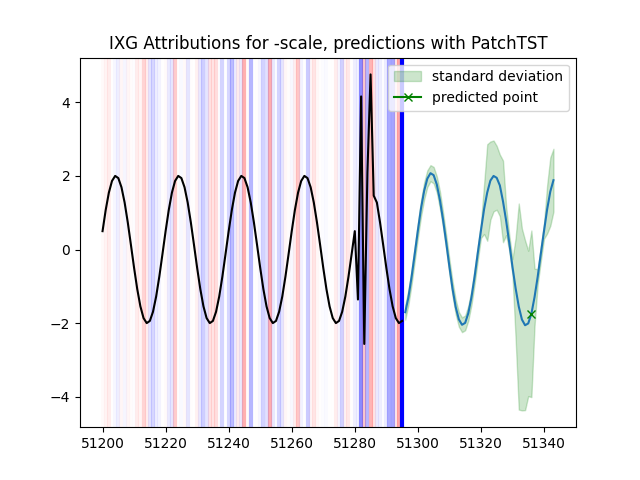 IXG Attributions for -scale, predictions with PatchTST
standard deviation
predicted point
4
2
0
−2
−4
51200 51220 51240 51260 51280 51300 51320 51340